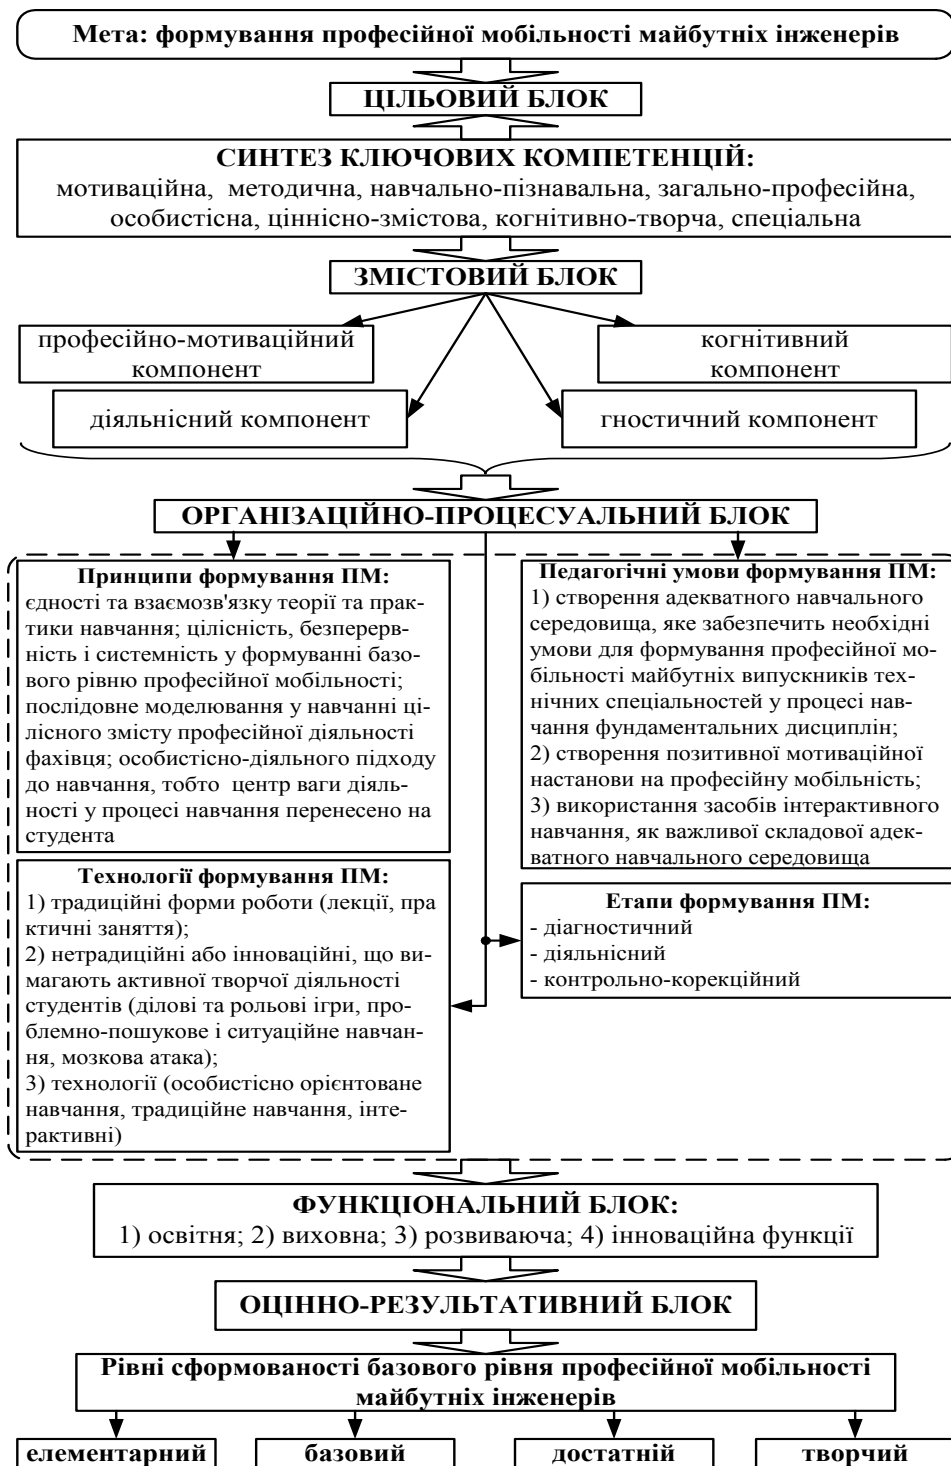 Мета: формування професійної мобільності майбутніх інженерів
ЦІЛЬОВИЙ БЛОК
СИНТЕЗ КЛЮЧОВИХ КОМПЕТЕНЦІЙ:
мотиваційна, методична, навчально-пізнавальна, загально-професійна,
особистісна, ціннісно-змістова, когнітивно-творча, спеціальна
ЗМІСТОВИЙ БЛОК
професійно-мотиваційний
компонент
когнітивний
компонент
діяльнісний компонент
гностичний компонент
ОРГАНІЗАЦІЙНО-ПРОЦЕСУАЛЬНИЙ БЛОК
Принципи формування ПМ:
єдності та взаємозв'язку теорії та прак-
тики навчання; цілісність, безперерв-
ність і системність у формуванні базо-
вого рівню професійної мобільності;
послідовне моделювання у навчанні ці-
лісного змісту професійної діяльності
фахівця; особистісно-діяльного підходу
до навчання, тобто центр ваги діяль-
ності у процесі навчання перенесено на
студента
Педагогічні умови формування ПМ:
1) створення адекватного навчального
середовища, яке забезпечить необхідні
умови для формування професійної мо-
більності майбутніх випускників тех-
нічних спеціальностей у процесі нав-
чання фундаментальних дисциплін;
2) створення позитивної мотиваційної
настанови на професійну мобільність;
3) використання засобів інтерактивного
навчання, як важливої складової адек-
ватного навчального середовища
Технології формування ПМ:
1) традиційні форми роботи (лекції, пра
ктичні заняття);
2) нетрадиційні або інноваційні, що ви-
магають активної творчої діяльності
студентів (ділові та рольові ігри, про-
блемно-пошукове і ситуаційне навчан-
ня, мозкова атака);
3) технології (особистісно орієнтоване
навчання, традиційне навчання, інте-
рактивні)
Етапи формування ПМ:
- діагностичний
- діяльнісний
- контрольно-корекційний
ФУНКЦІОНАЛЬНИЙ БЛОК:
1) освітня; 2) виховна; 3) розвиваюча; 4) інноваційна функції
ОЦІННО-РЕЗУЛЬТАТИВНИЙ БЛОК
Рівні сформованості базового рівня професійної мобільності
майбутніх інженерів
елементарний
базовий
достатній
творчий